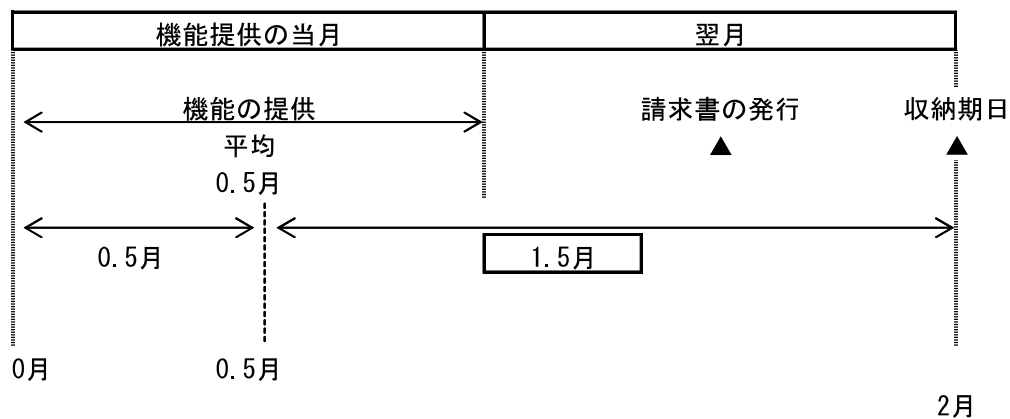 機能提供の当月 翌月
機能の提供 請求書の発行 収納期日
平均
0.5月
0.5月 1.5月
0月 0.5月
2月